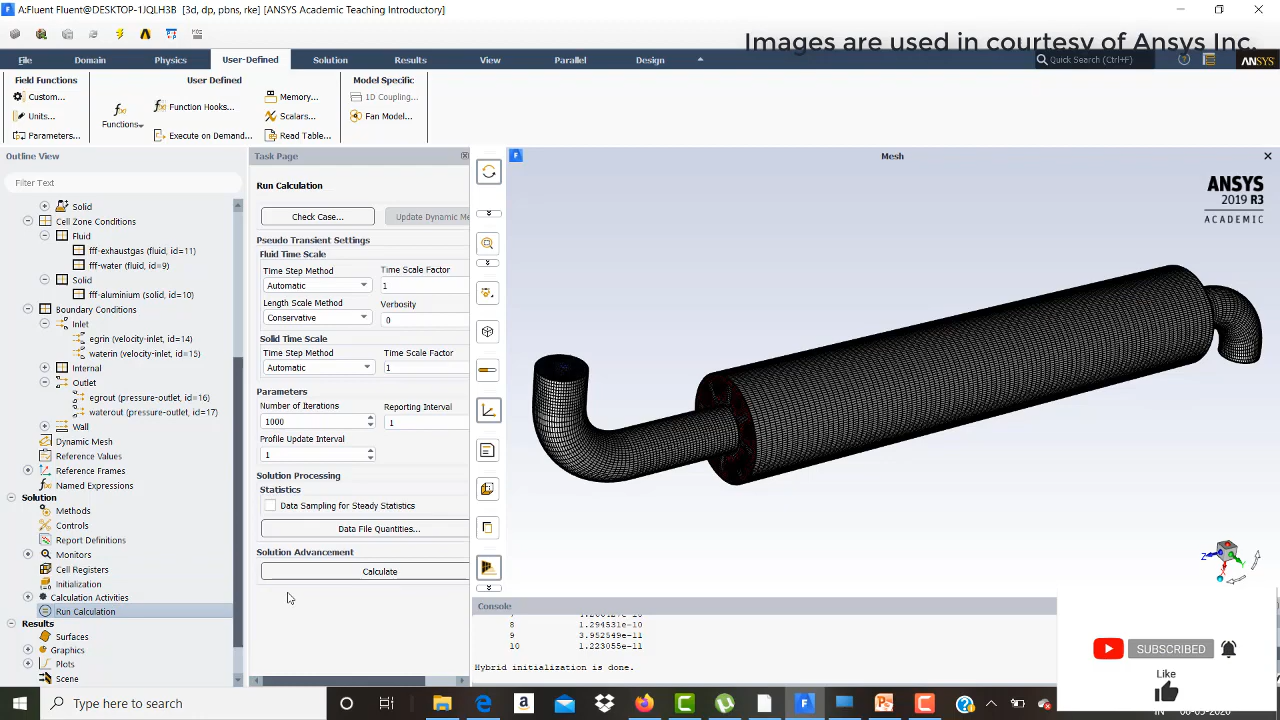 A:Fluent Fluent@DESKTOP-1JQLH3B [3d, dp, pbns, rke] [ANSYS Academic Teaching Introductory]
Images are used in courtesy of Ansys Inc.
File Domain Physics User-Defined Solution Results View Parallel Design
Quick Search (Ctrl+F)
ANSYS
Field Functions
User Defined
Model Specific
Custom...
Units...
Parameters...
Functions
Function Hooks...
Execute on Demand...
Memory...
Scalars...
Read Table...
1D Coupling...
Fan Model...
Outline View
Filter Text
Solid
Cell Zone Conditions
Fluid
fff-exhaustgas (fluid, id=11)
fff-water (fluid, id=9)
Solid
fff-aluminium (solid, id=10)
Boundary Conditions
Inlet
egrin (velocity-inlet, id=14)
waterin (velocity-inlet, id=15)
Internal
Outlet
egrout (pressure-outlet, id=16)
waterout (pressure-outlet, id=17)
Wall
Dynamic Mesh
Reference Values
Reference Frames
Named Expressions
Solution
Methods
Controls
Report Definitions
Monitors
Cell Registers
Initialization
Calculation Activities
Run Calculation
Results
Surfaces
Graphics
Plots
Scene
Task Page
Run Calculation
Check Case...
Update Dynamic Me
Pseudo Transient Settings
Fluid Time Scale
Time Step Method Time Scale Factor
Automatic 1
Length Scale Method Verbosity
Conservative 0
Solid Time Scale
Time Step Method Time Scale Factor
Automatic 1
Parameters
Number of Iterations Reporting Interval
1000 1
Profile Update Interval
1
Solution Processing
Statistics
Data Sampling for Steady Statistics
Data File Quantities...
Solution Advancement
Calculate
Mesh
ANSYS
2019 R3
ACADEMIC
Z
Console
8 1.294531e-10
9 3.952549e-11
10 1.223055e-11
Hybrid initialization is done.
SUBSCRIBED
Like
Type here to search